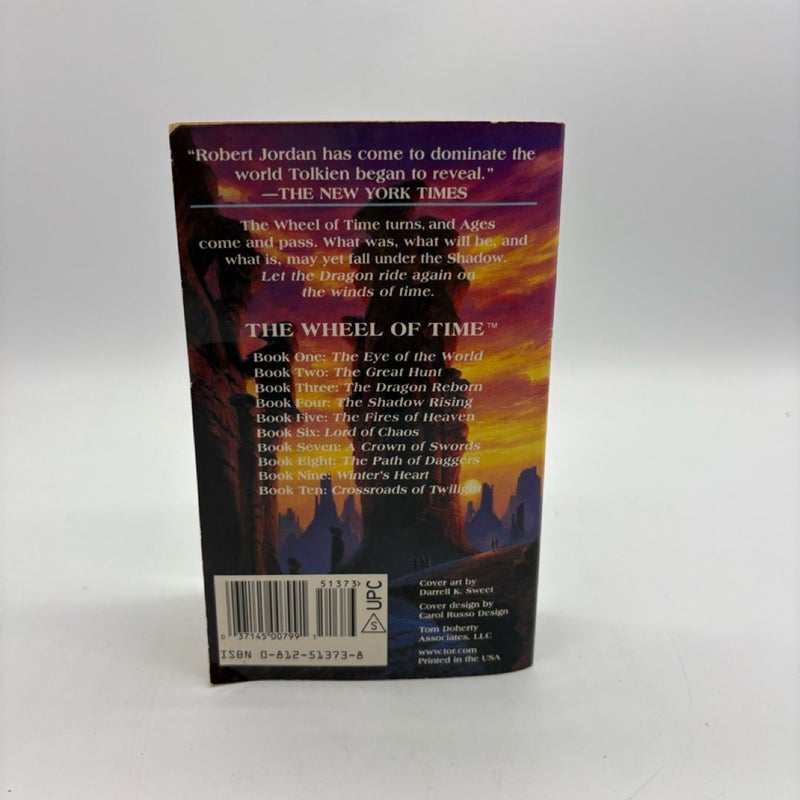 “Robert Jordan has come to dominate the
world Tolkien began to reveal.”
—THE NEW YORK TIMES
The Wheel of Time turns, and Ages
come and pass. What was, what will be, and
what is, may yet fall under the Shadow.
Let the Dragon ride again on
the winds of time.
THE WHEEL OF TIME™
Book One: The Eye of the World
Book Two: The Great Hunt
Book Three: The Dragon Reborn
Book Four: The Shadow Rising
Book Five: The Fires of Heaven
Book Six: Lord of Chaos
Book Seven: A Crown of Swords
Book Eight: The Path of Daggers
Book Nine: Winter's Heart
Book Ten: Crossroads of Twilight
51373>
0 37145 00799 1
S UPC
ISBN 0-812-51373-8
Cover art by
Darrell K. Sweet
Cover design by
Carol Russo Design
Tom Doherty
Associates, LLC
www.tor.com
Printed in the USA